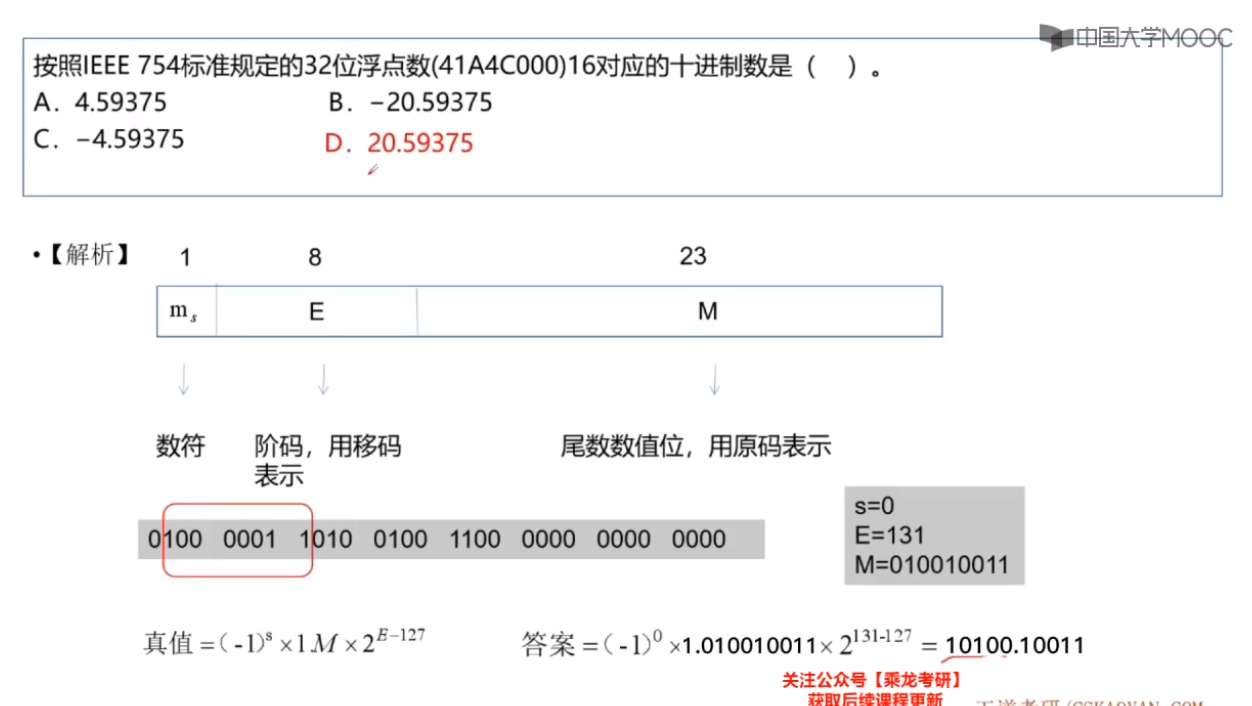 中国大学MOOC
按照IEEE 754标准规定的32位浮点数(41A4C000)16对应的十进制数是（　）。
A．4.59375 B．−20.59375
C．−4.59375 D．20.59375
•【解析】 1 8 23
mₛ E M
数符 阶码，用移码 尾数数值位，用原码表示
表示
0100 0001 1010 0100 1100 0000 0000 0000
s=0
E=131
M=010010011
真值 =(-1)ˢ ×1.M × 2^{E−127} 答案 =(-1)⁰ ×1.010010011× 2^{131-127} = 10100.10011
关注公众号【乘龙考研】
获取后续课程更新
王道考研/CSKAOYAN.COM